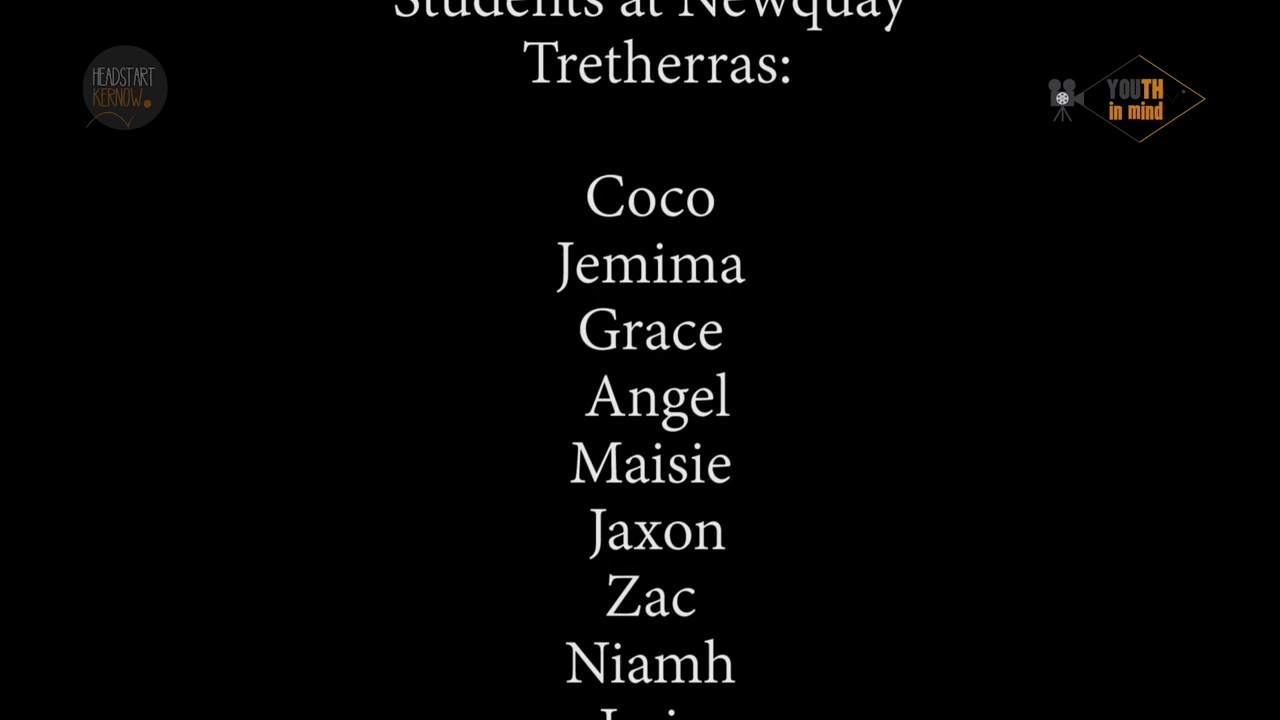 Students at Newquay
Tretherras:
HEADSTART
KERNOW
YOUTH
in mind
Coco
Jemima
Grace
Angel
Maisie
Jaxon
Zac
Niamh